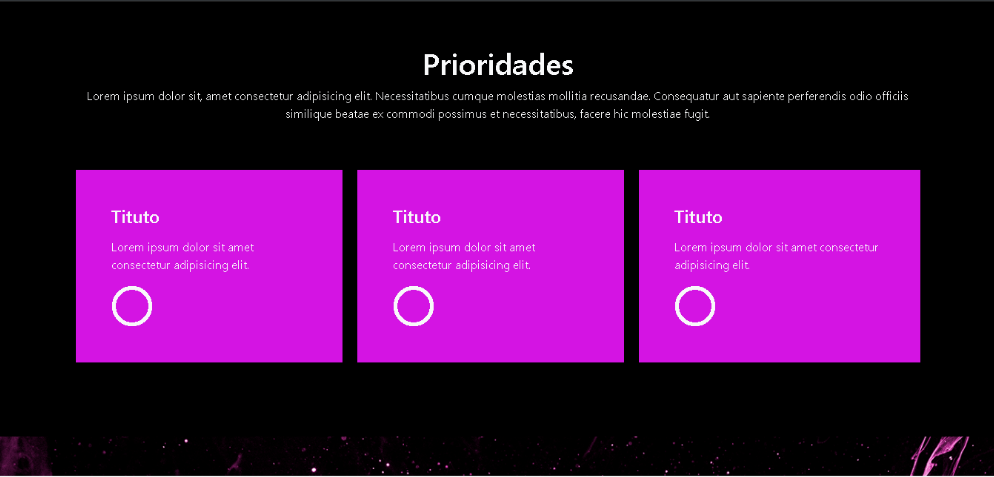 Prioridades
Lorem ipsum dolor sit, amet consectetur adipisicing elit. Necessitatibus cumque molestias mollitia recusandae. Consequatur aut sapiente perferendis odio officiis
similique beatae ex commodi possimus et necessitatibus, facere hic molestiae fugit.
Tituto
Lorem ipsum dolor sit amet
consectetur adipisicing elit.
Tituto
Lorem ipsum dolor sit amet
consectetur adipisicing elit.
Tituto
Lorem ipsum dolor sit amet consectetur
adipisicing elit.